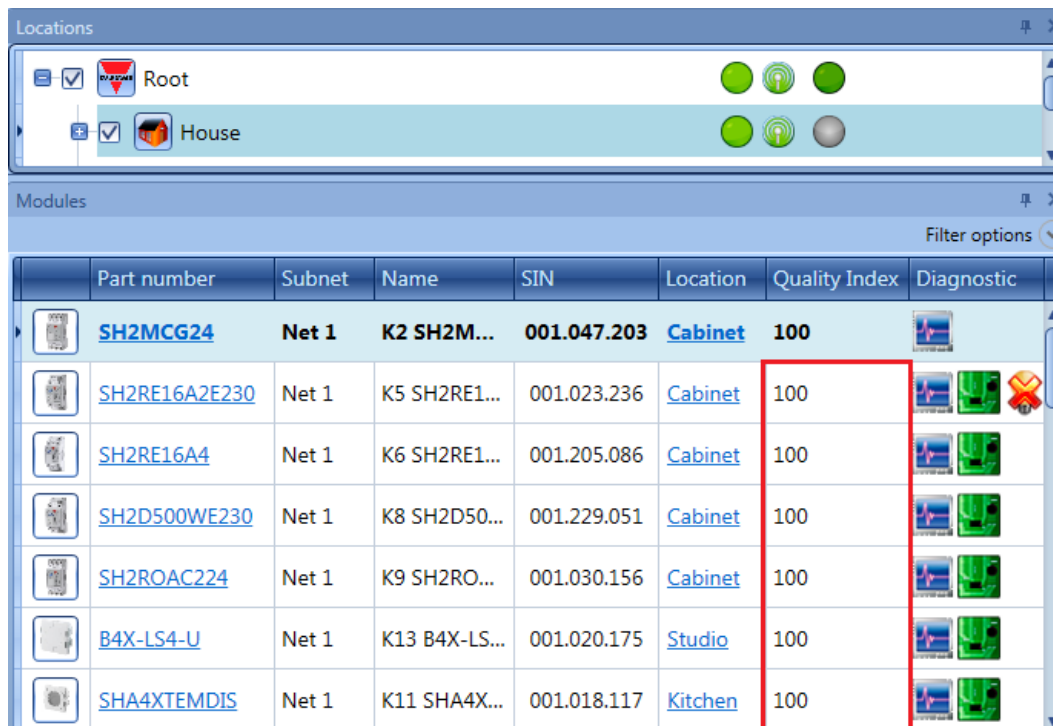 Locations
Root
House
Modules
Filter options
Part number Subnet Name SIN Location Quality Index Diagnostic
SH2MCG24 Net 1 K2 SH2M... 001.047.203 Cabinet 100
SH2RE16A2E230 Net 1 K5 SH2RE1... 001.023.236 Cabinet 100
SH2RE16A4 Net 1 K6 SH2RE1... 001.205.086 Cabinet 100
SH2D500WE230 Net 1 K8 SH2D50... 001.229.051 Cabinet 100
SH2ROAC224 Net 1 K9 SH2RO... 001.030.156 Cabinet 100
B4X-LS4-U Net 1 K13 B4X-LS... 001.020.175 Studio 100
SHA4XTEMDIS Net 1 K11 SHA4X... 001.018.117 Kitchen 100